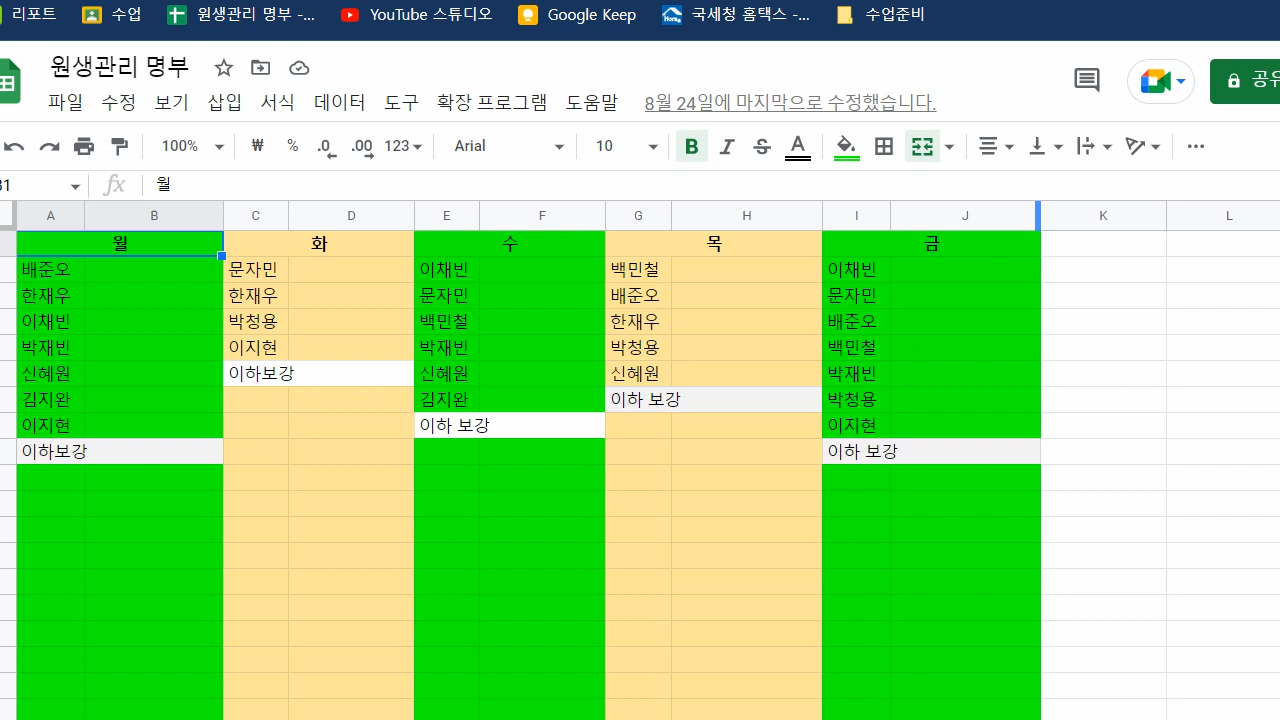 리포트 수업 원생관리 명부 -... YouTube 스튜디오 Google Keep 국세청 홈택스 -... 수업준비
원생관리 명부
파일 수정 보기 삽입 서식 데이터 도구 확장 프로그램 도움말 8월 24일에 마지막으로 수정했습니다.
100% ₩ % .0 .00 123 Arial 10 B I S A
31 fx 월
A B C D E F G H I J K L
월 화 수 목 금
배준오 문자민 이채빈 백민철 이채빈
한재우 한재우 문자민 배준오 문자민
이채빈 박청용 백민철 한재우 배준오
박재빈 이지현 박재빈 박청용 백민철
신혜원 이하보강 신혜원 신혜원 박재빈
김지완 김지완 이하 보강 박청용
이지현 이하 보강 이지현
이하보강 이하 보강